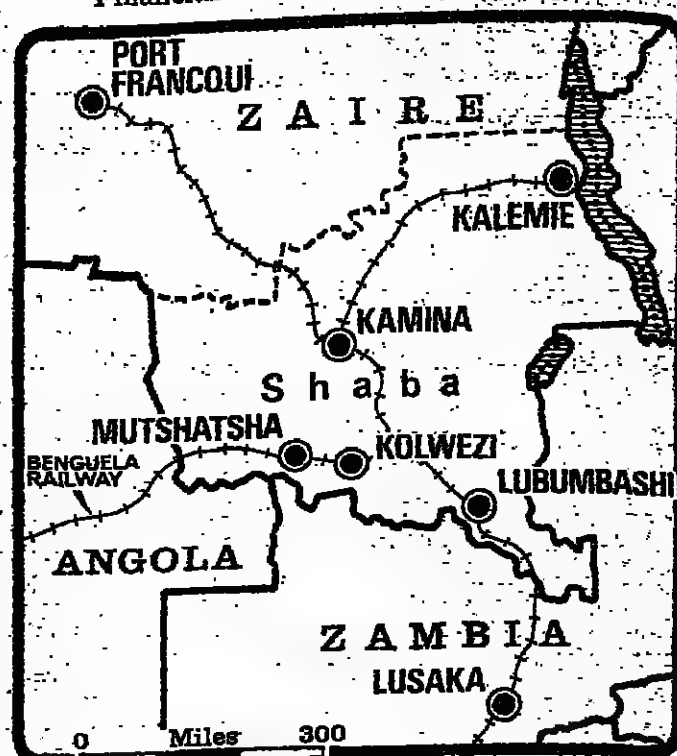 PORT
FRANCQUI
ZAIRE
KALEMIE
KAMINA
Shaba
MUTSHATSHA
KOLWEZI
BENGUELA
RAILWAY
LUBUMBASHI
ANGOLA
ZAMBIA
LUSAKA
0 Miles 300